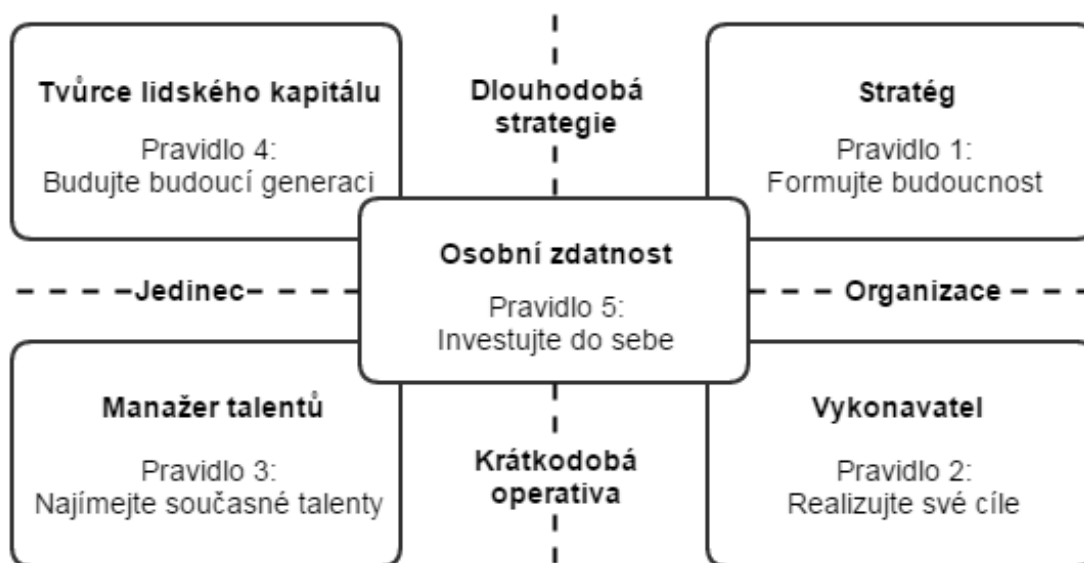 Tvůrce lidského kapitálu
Pravidlo 4:
Budujte budoucí generaci
Dlouhodobá
strategie
Stratég
Pravidlo 1:
Formujte budoucnost
Jedinec
Osobní zdatnost
Pravidlo 5:
Investujte do sebe
Organizace
Manažer talentů
Pravidlo 3:
Najímejte současné talenty
Krátkodobá
operativa
Vykonavatel
Pravidlo 2:
Realizujte své cíle